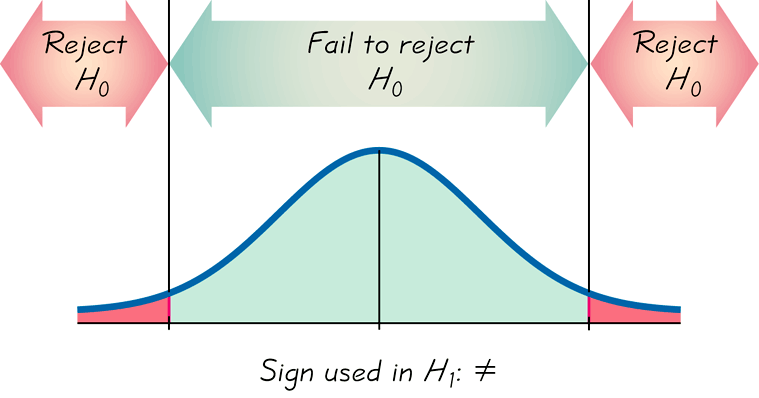 Reject
H₀
Fail to reject
H₀
Reject
H₀
Sign used in H₁: ≠